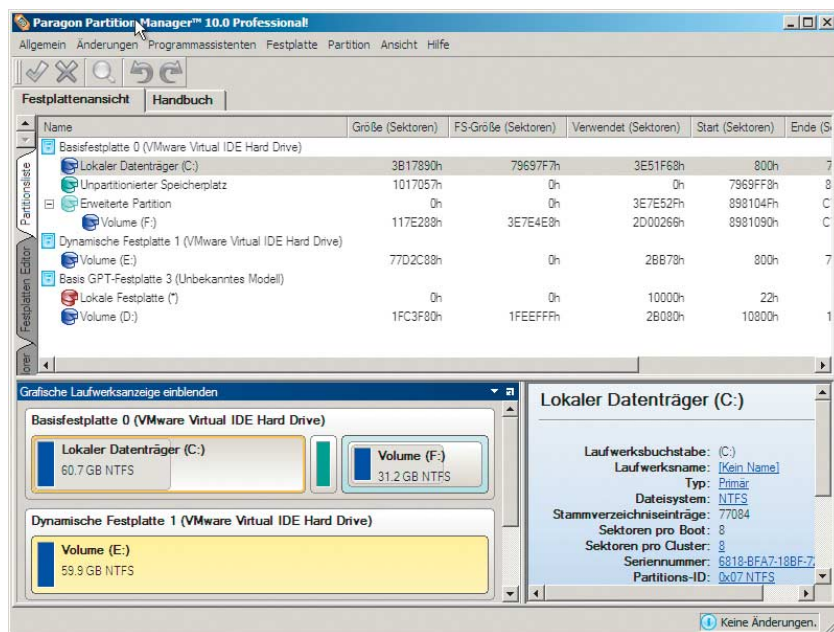 Paragon Partition Manager™ 10.0 Professional!
Allgemein Änderungen Programmassistenten Festplatte Partition Ansicht Hilfe
Festplattenansicht Handbuch
Name Größe (Sektoren) FS-Größe (Sektoren) Verwendet (Sektoren) Start (Sektoren) Ende (S
Basisfestplatte 0 (VMware Virtual IDE Hard Drive)
Lokaler Datenträger (C:) 3B17890h 79697F7h 3E51F68h 800h 7
Unpartitionierter Speicherplatz 1017057h 0h 0h 7969FF8h 8
Erweiterte Partition 0h 0h 3E7E52Fh 898104Fh C
Volume (F:) 117E288h 3E7E4E8h 2D00266h 8981090h C
Dynamische Festplatte 1 (VMware Virtual IDE Hard Drive)
Volume (E:) 77D2C88h 0h 2BB78h 800h 7
Basis GPT-Festplatte 3 (Unbekanntes Modell)
Lokale Festplatte (*) 0h 0h 10000h 22h
Volume (D:) 1FC3F80h 1FEEFFFh 2B080h 10800h 1
Partitionsliste
Festplatten Editor
lorer
Grafische Laufwerksanzeige einblenden
Basisfestplatte 0 (VMware Virtual IDE Hard Drive)
Lokaler Datenträger (C:)
60.7 GB NTFS
Volume (F:)
31.2 GB NTFS
Dynamische Festplatte 1 (VMware Virtual IDE Hard Drive)
Volume (E:)
59.9 GB NTFS
Lokaler Datenträger (C:)
Laufwerksbuchstabe: (C:)
Laufwerksname: [Kein Name]
Typ: Primär
Dateisystem: NTFS
Stammverzeichniseinträge: 77084
Sektoren pro Boot: 8
Sektoren pro Cluster: 8
Seriennummer: 6818-BFA7-18BF-72
Partitions-ID: 0x07 NTFS
Keine Änderungen.